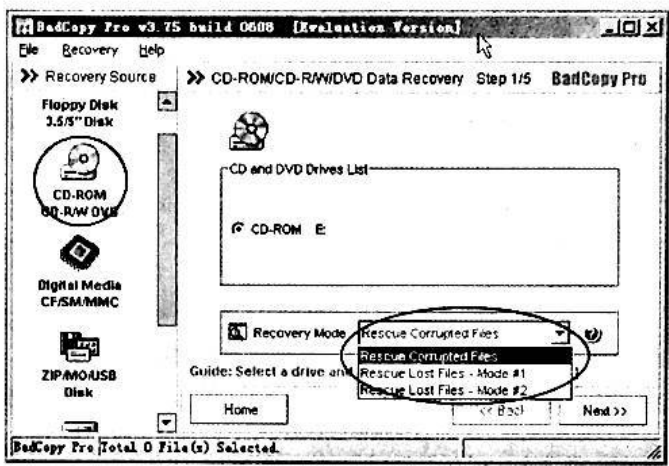 BadCopy Pro v3.75 build 0608 [Evaluation Version]
File Recovery Help
>> Recovery Source
>> CD-ROM/CD-R/W/DVD Data Recovery Step 1/5 BadCopy Pro
Floppy Disk
3.5/5" Disk
CD-ROM
CD-R/W DVD
Digital Media
CF/SM/MMC
ZIP/MO/USB
Disk
CD and DVD Drives List
CD-ROM E:
Recovery Mode Rescue Corrupted Files
Rescue Corrupted Files
Rescue Lost Files - Mode #1
Rescue Lost Files - Mode #2
Guide: Select a drive and
Home << Back Next >>
BadCopy Pro Total 0 File(s) Selected.